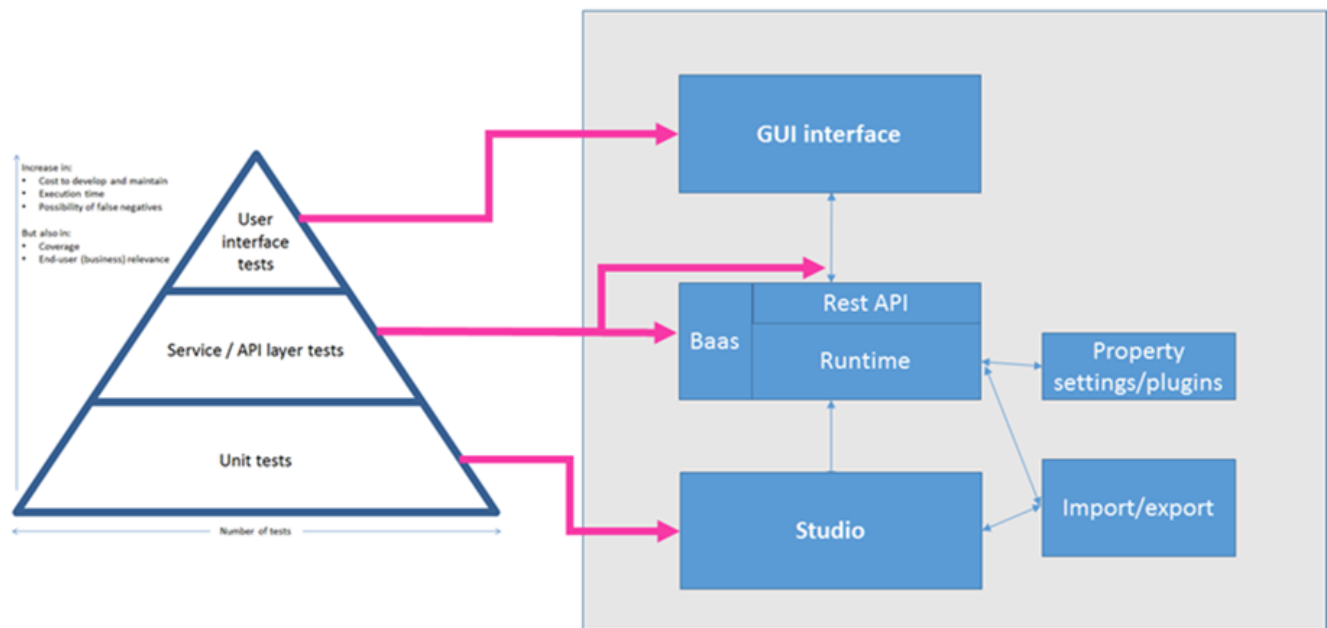 Increase in:
• Cost to develop and maintain
• Execution time
• Possibility of false negatives
But also in:
• Coverage
• End-user (business) relevance
User
interface
tests
Service / API layer tests
Unit tests
Number of tests
GUI interface
Rest API
Baas
Runtime
Property
settings/plugins
Import/export
Studio